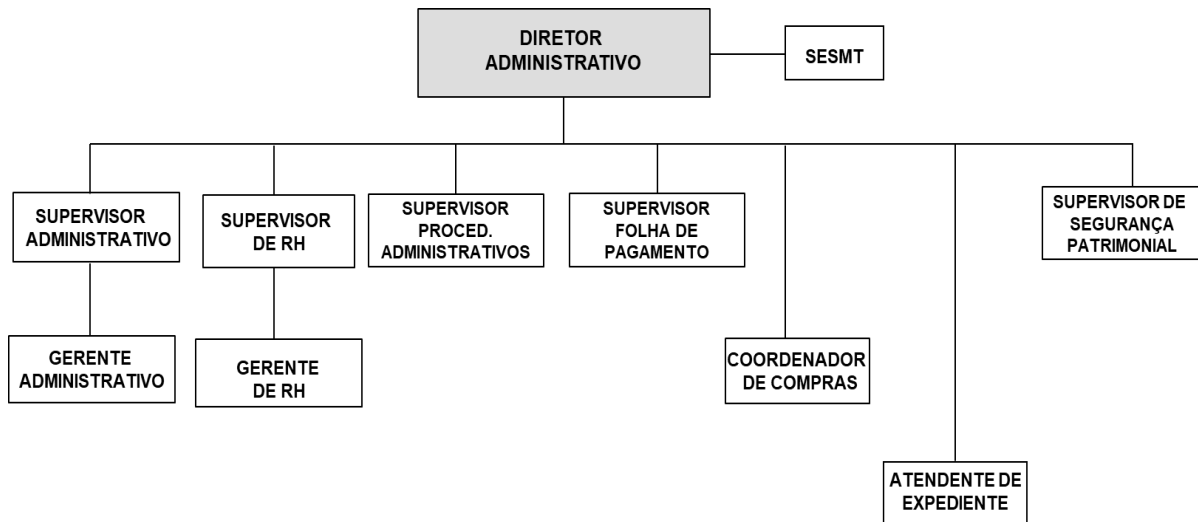 DIRETOR
ADMINISTRATIVO
SESMT
SUPERVISOR
ADMINISTRATIVO
SUPERVISOR
DE RH
SUPERVISOR
PROCED.
ADMINISTRATIVOS
SUPERVISOR
FOLHA DE
PAGAMENTO
SUPERVISOR DE
SEGURANÇA
PATRIMONIAL
GERENTE
ADMINISTRATIVO
GERENTE
DE RH
COORDENADOR
DE COMPRAS
ATENDENTE DE
EXPEDIENTE